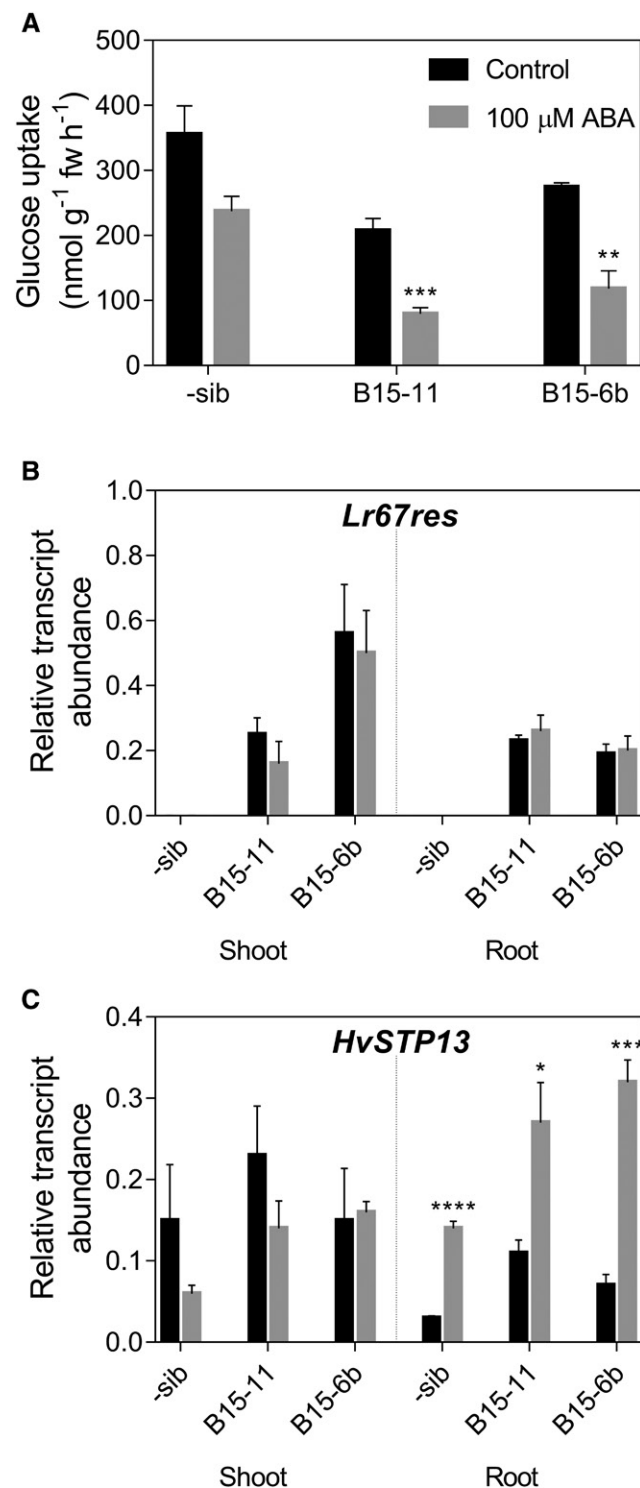 A
Glucose uptake
(nmol g⁻¹ fw h⁻¹)
500
400
300
200
100
0
Control
100 μM ABA
***
**
-sib
B15-11
B15-6b
B
Relative transcript
abundance
1.0
0.8
0.6
0.4
0.2
0.0
Lr67res
-sib
B15-11
B15-6b
-sib
B15-11
B15-6b
Shoot
Root
C
Relative transcript
abundance
0.4
0.3
0.2
0.1
0.0
HvSTP13
****
*
***
-sib
B15-11
B15-6b
-sib
B15-11
B15-6b
Shoot
Root